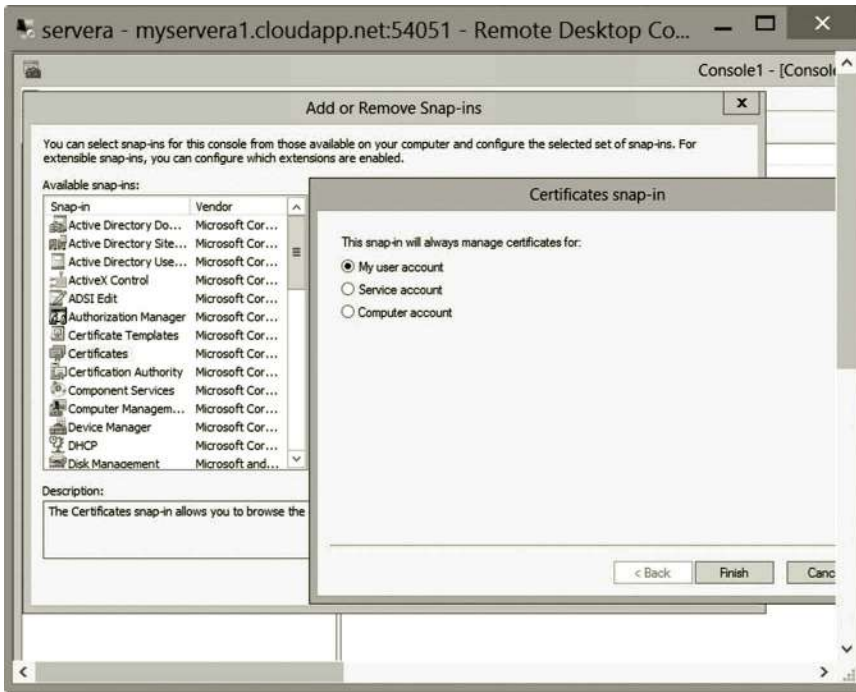 servera - myservera1.cloudapp.net:54051 - Remote Desktop Co...
Console1 - [Consol
Add or Remove Snap-ins
x
You can select snap-ins for this console from those available on your computer and configure the selected set of snap-ins. For
extensible snap-ins, you can configure which extensions are enabled.
Available snap-ins:
Snap-in Vendor
Active Directory Do... Microsoft Cor...
Active Directory Site... Microsoft Cor...
Active Directory Use... Microsoft Cor...
ActiveX Control Microsoft Cor...
ADSI Edit Microsoft Cor...
Authorization Manager Microsoft Cor...
Certificate Templates Microsoft Cor...
Certificates Microsoft Cor...
Certification Authority Microsoft Cor...
Component Services Microsoft Cor...
Computer Managem... Microsoft Cor...
Device Manager Microsoft Cor...
DHCP Microsoft Cor...
Disk Management Microsoft and...
Description:
The Certificates snap-in allows you to browse the
Certificates snap-in
This snap-in will always manage certificates for:
My user account
Service account
Computer account
< Back Finish Canc